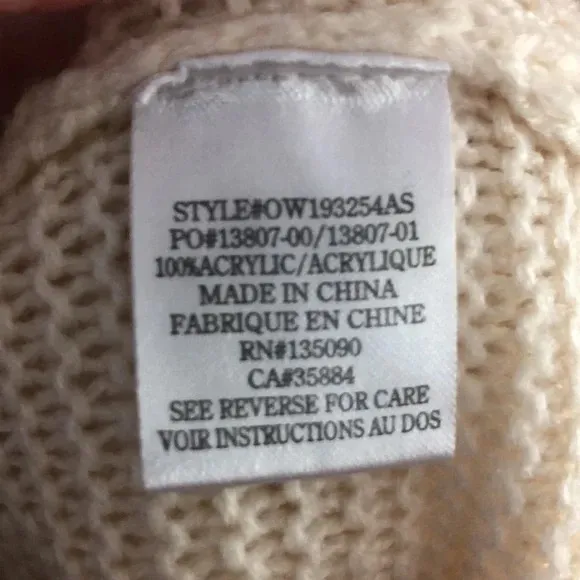 STYLE#OW193254AS
PO#13807-00/13807-01
100%ACRYLIC/ACRYLIQUE
MADE IN CHINA
FABRIQUE EN CHINE
RN#135090
CA#35884
SEE REVERSE FOR CARE
VOIR INSTRUCTIONS AU DOS